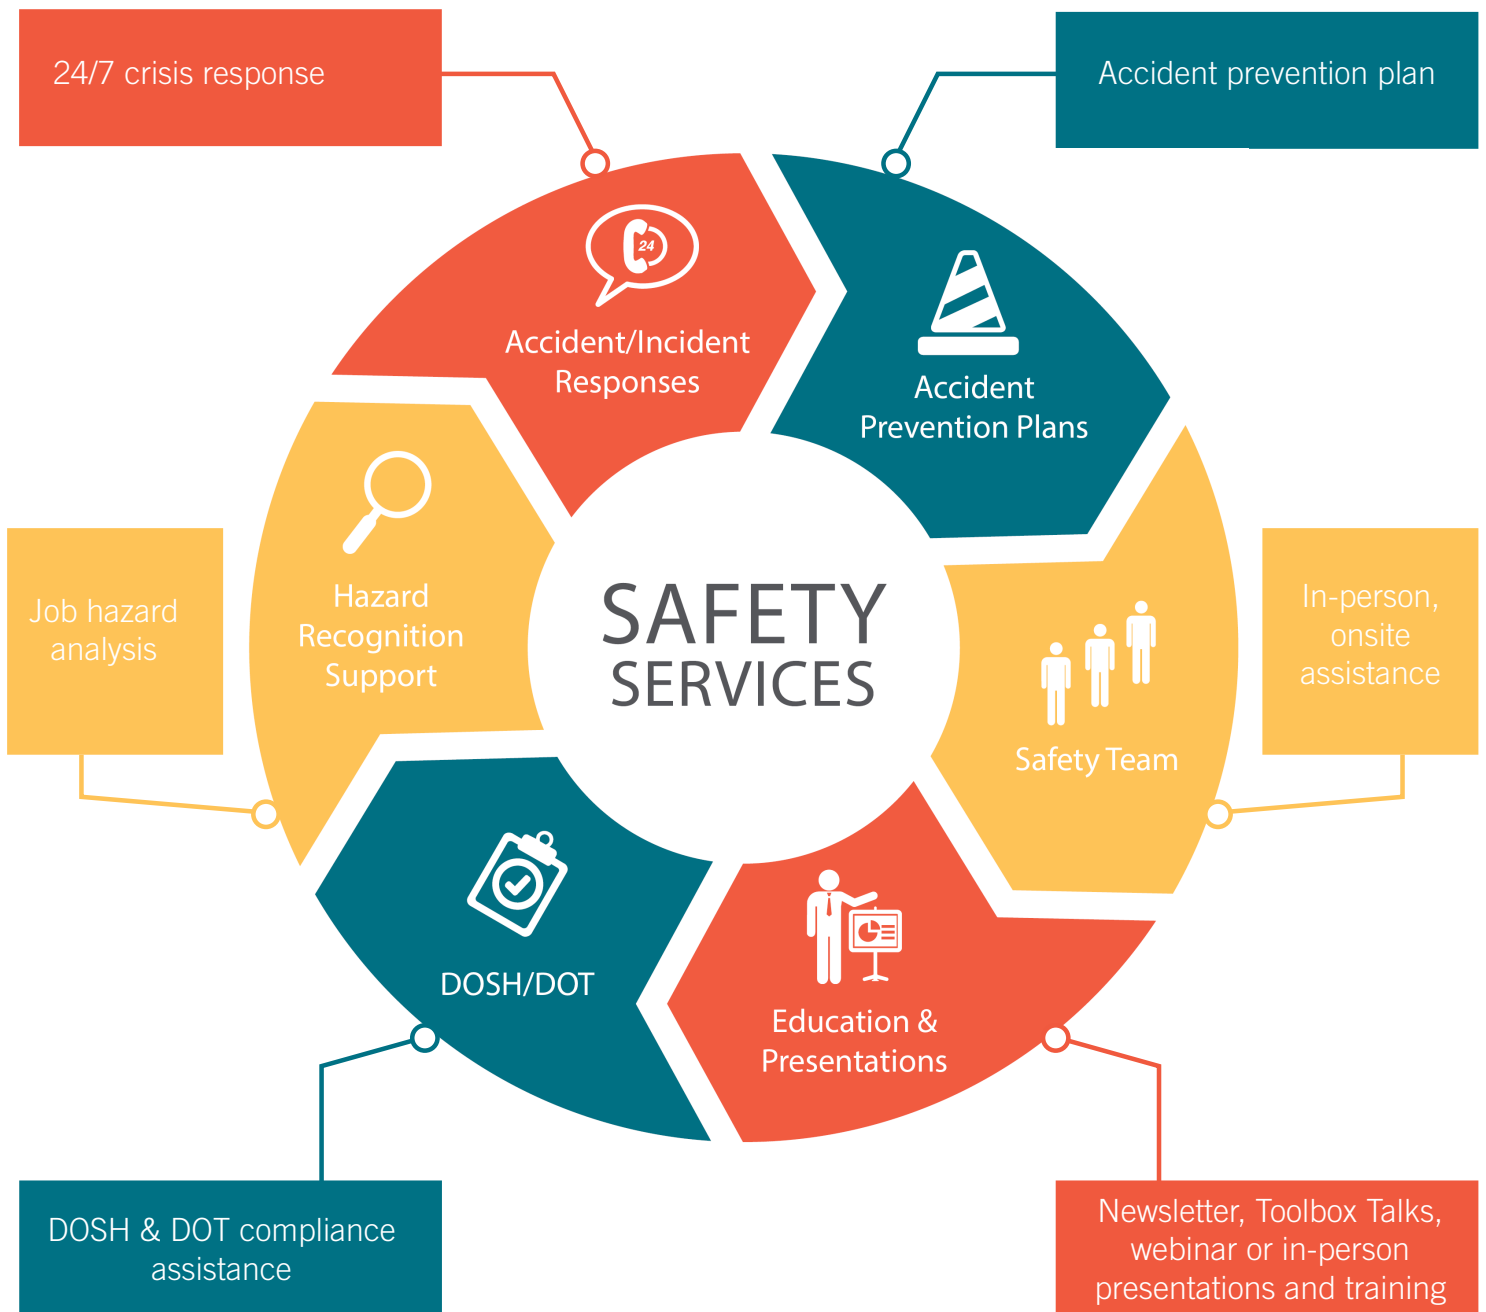 24/7 crisis response
Accident prevention plan
24
Accident/Incident
Responses
Accident
Prevention Plans
Hazard
Recognition
Support
Job hazard
analysis
SAFETY
SERVICES
In-person,
onsite
assistance
Safety Team
DOSH/DOT
Education &
Presentations
DOSH & DOT compliance
assistance
Newsletter, Toolbox Talks,
webinar or in-person
presentations and training